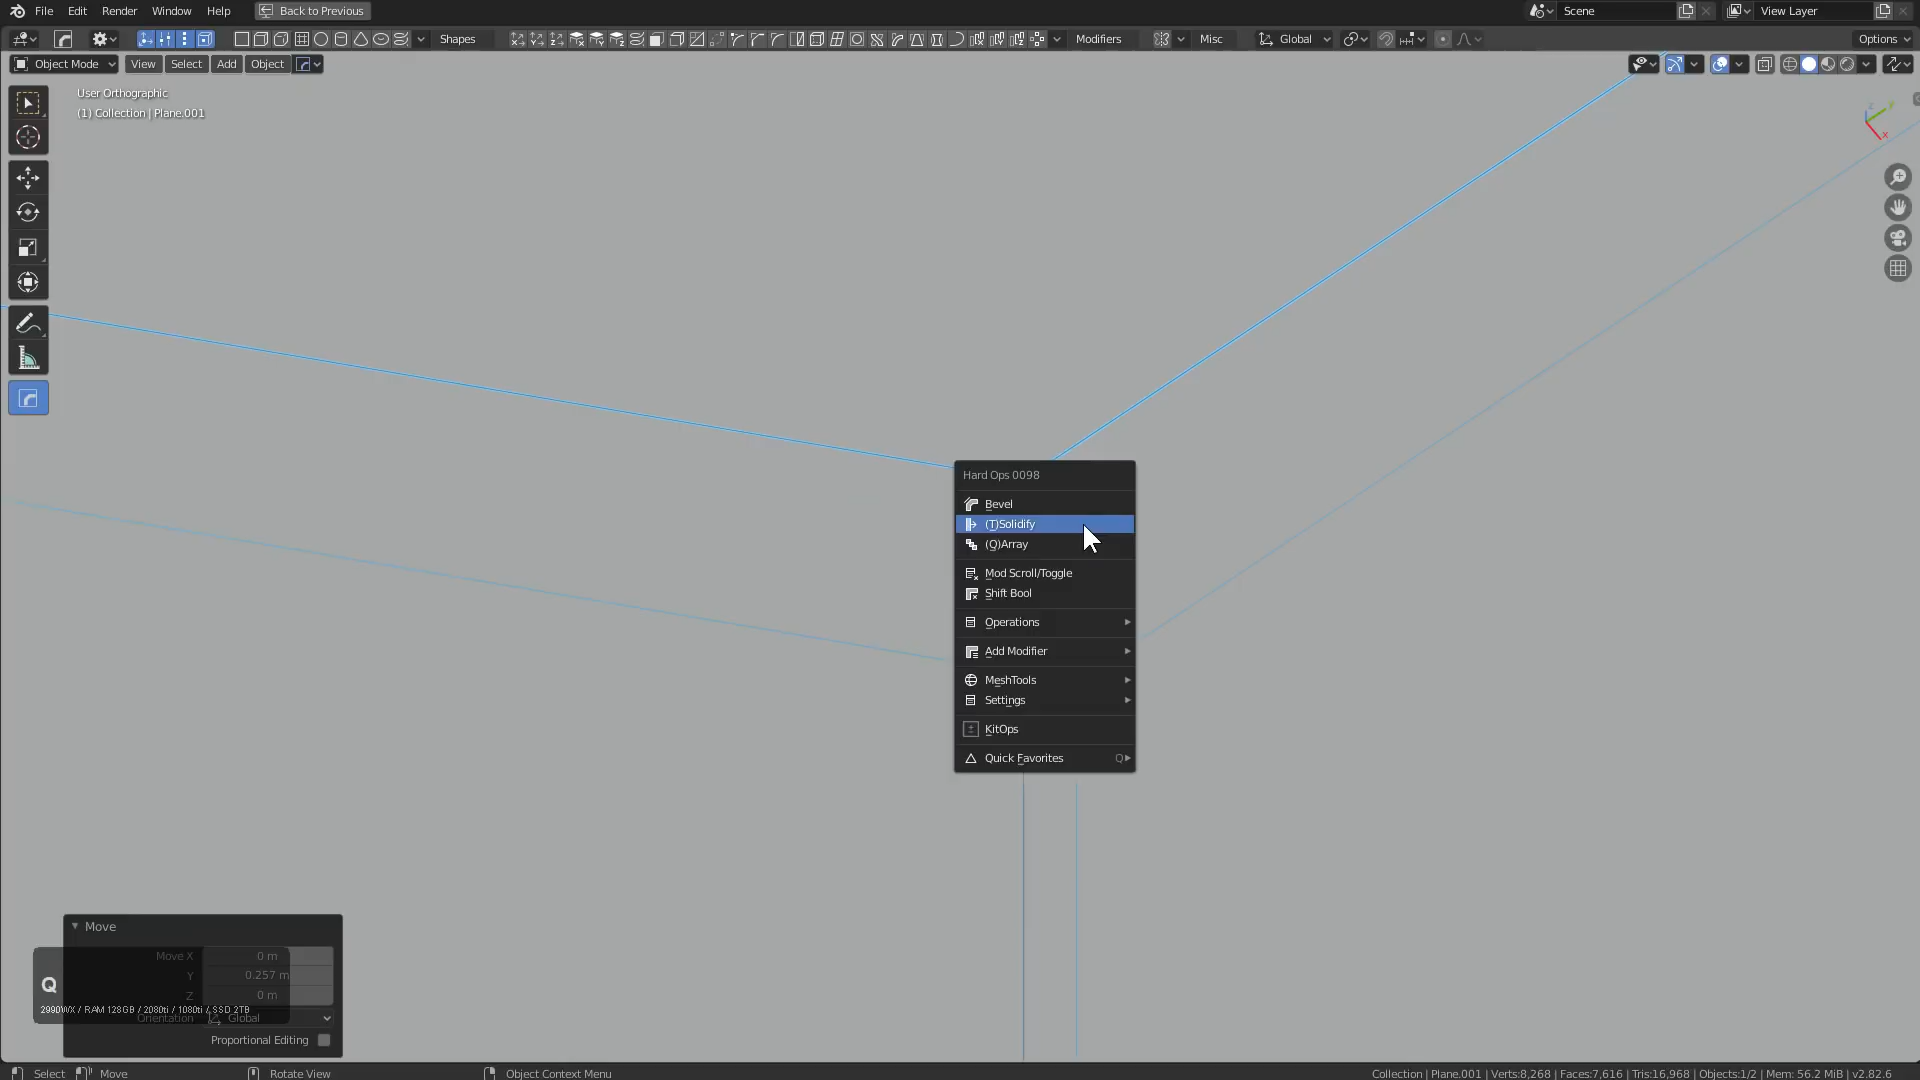 File Edit Render Window Help Back to Previous Scene View Layer
Shapes Modifiers Misc Global Options
Object Mode View Select Add Object
User Orthographic
(1) Collection | Plane.001
Z
Y
X
Hard Ops 0098
Bevel
(T)Solidify
(Q)Array
Mod Scroll/Toggle
Shift Bool
Operations
Add Modifier
MeshTools
Settings
KitOps
Quick Favorites Q
Move
Move X 0 m
Y 0.257 m
Z 0 m
Q
2990WX / RAM 128GB / 2080ti / 1080ti / SSD 2TB
Orientation Global
Proportional Editing
Select Move Rotate View Object Context Menu Collection | Plane.001 | Verts:8,268 | Faces:7,616 | Tris:16,968 | Objects:1/2 | Mem: 56.2 MiB | v2.82.6